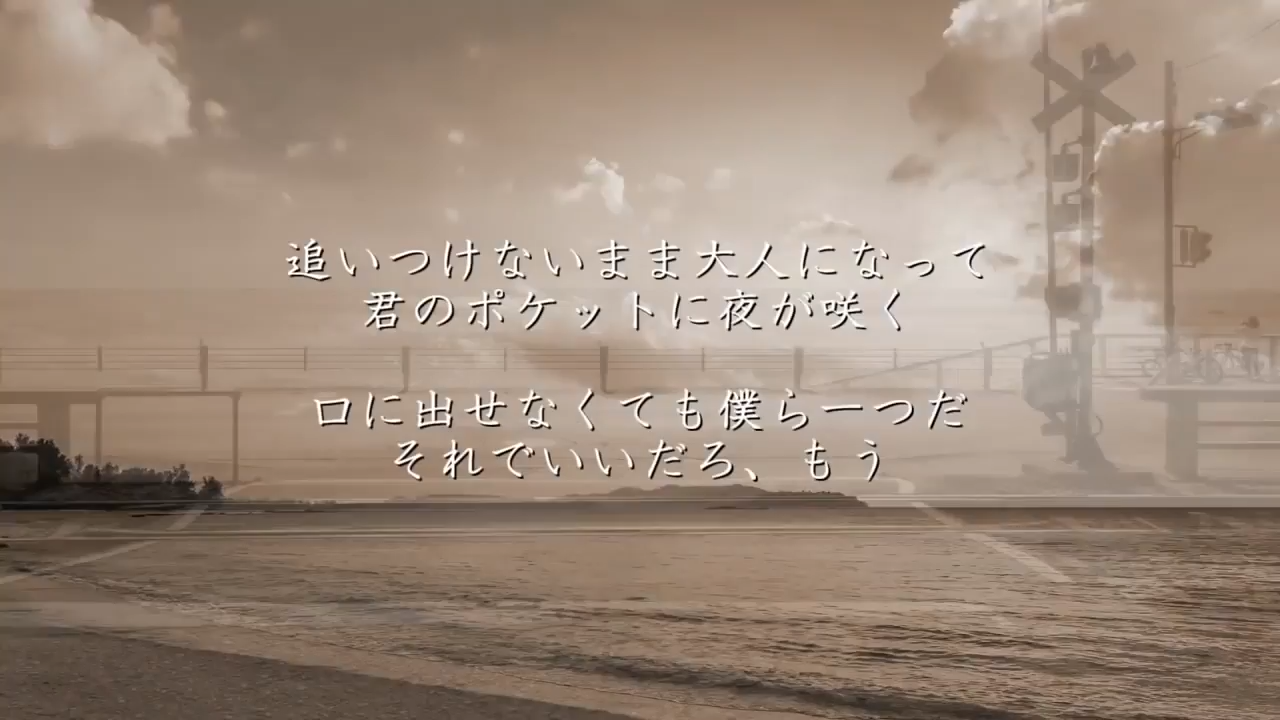 追いつけないまま大人になって
君のポケットに夜が咲く
口に出せなくても僕ら一つだ
それでいいだろ、もう